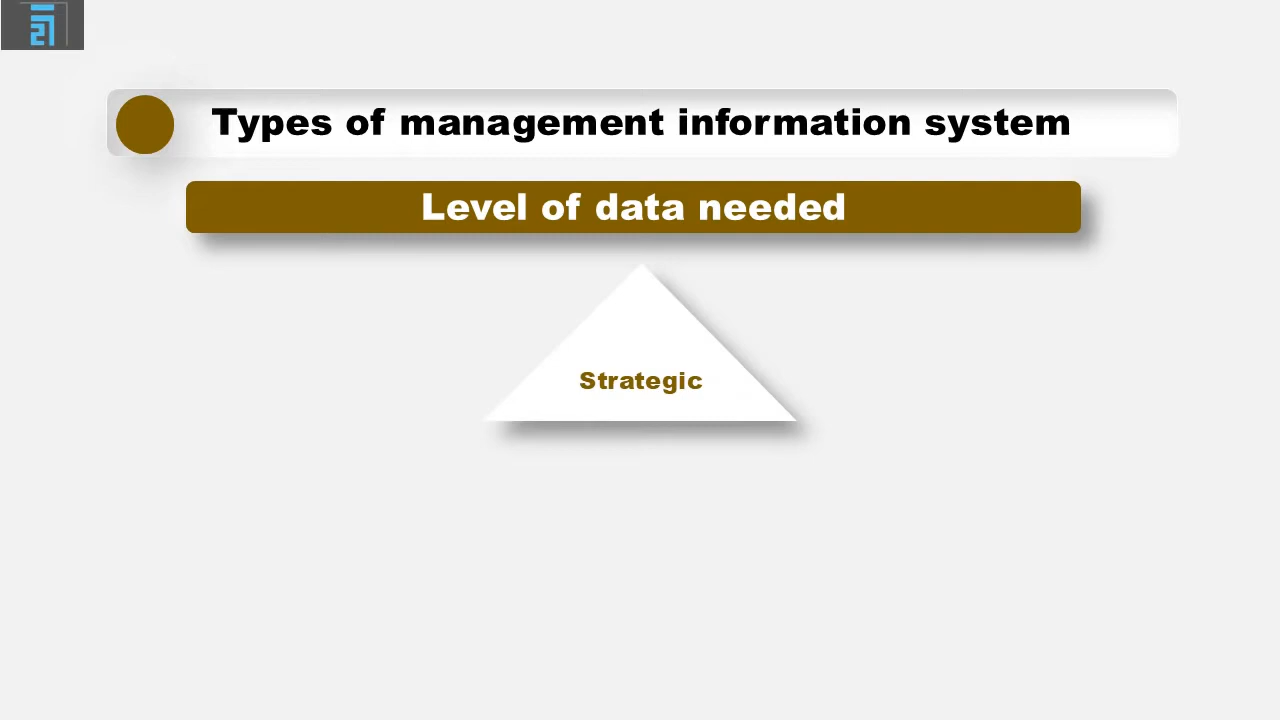 Types of management information system
Level of data needed
Strategic